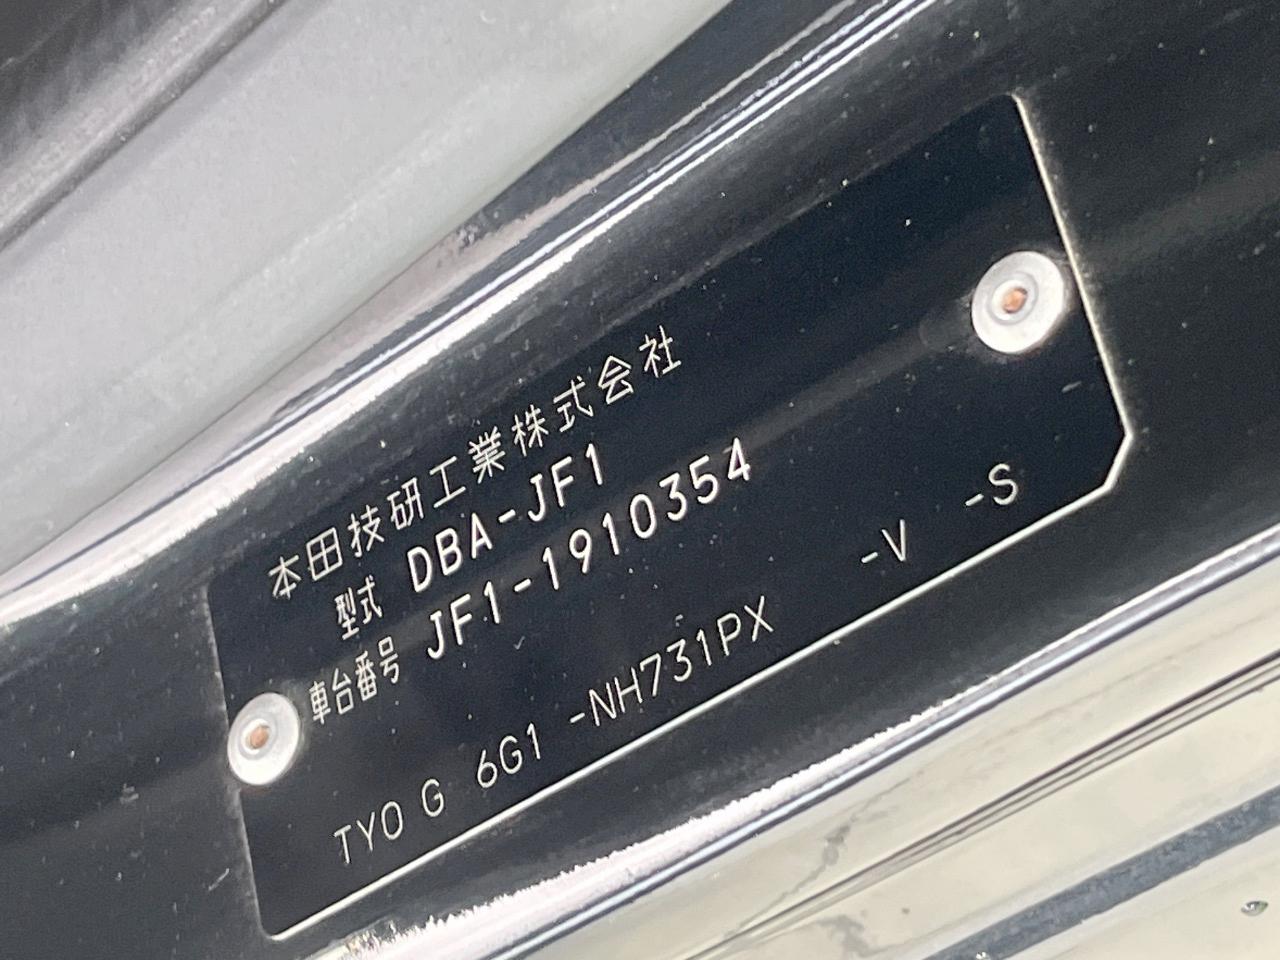 本田技研工業株式会社
型式 DBA-JF1
車台番号 JF1-1910354
TYO G 6G1 -NH731PX -V -S